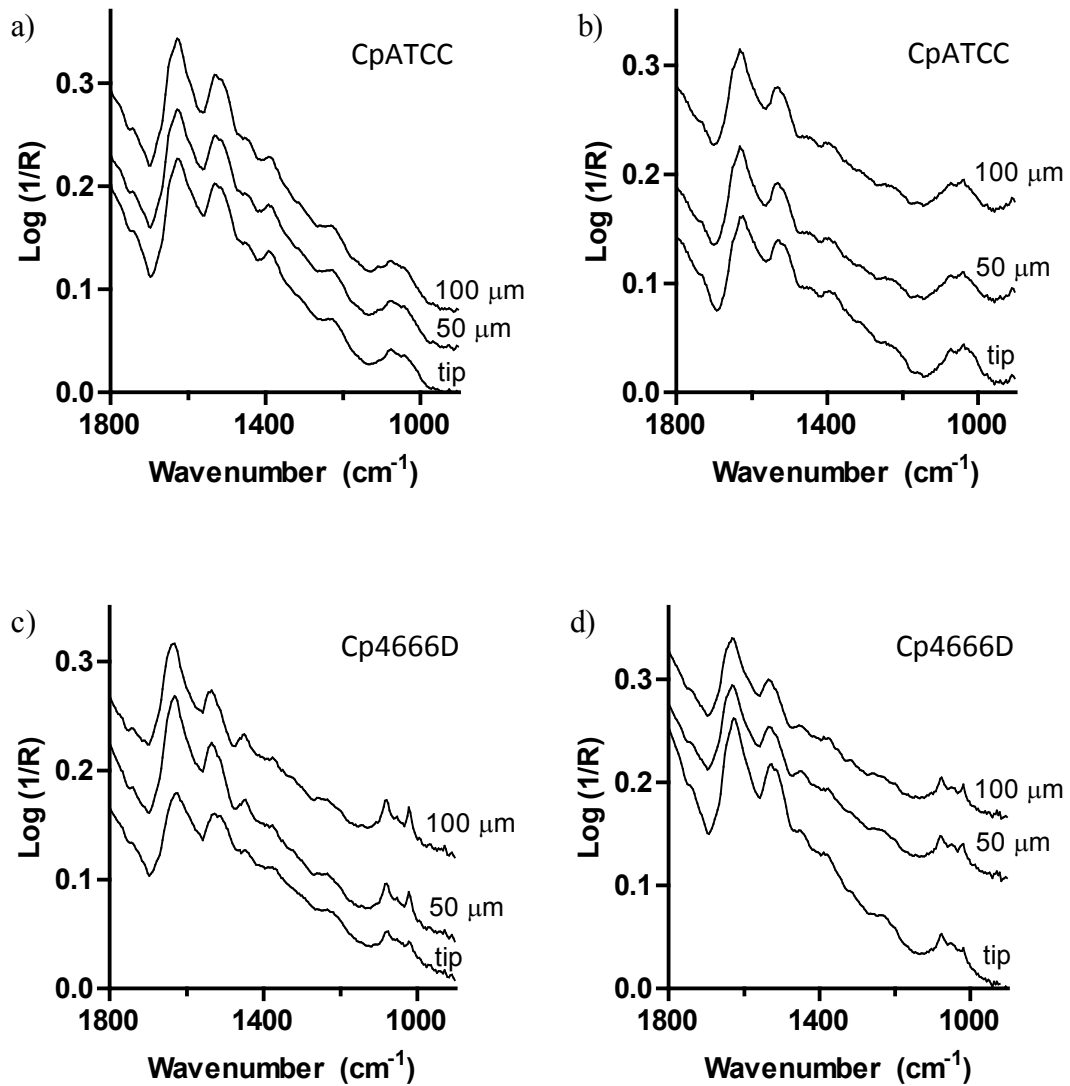 a)
CpATCC
0.3
0.2
0.1
0.0
Log (1/R)
100 μm
50 μm
tip
1800
1400
1000
Wavenumber (cm-1)
b)
CpATCC
0.3
0.2
0.1
0.0
Log (1/R)
100 μm
50 μm
tip
1800
1400
1000
Wavenumber (cm-1)
c)
Cp4666D
0.3
0.2
0.1
0.0
Log (1/R)
100 μm
50 μm
tip
1800
1400
1000
Wavenumber (cm-1)
d)
Cp4666D
0.3
0.2
0.1
0.0
Log (1/R)
100 μm
50 μm
tip
1800
1400
1000
Wavenumber (cm-1)